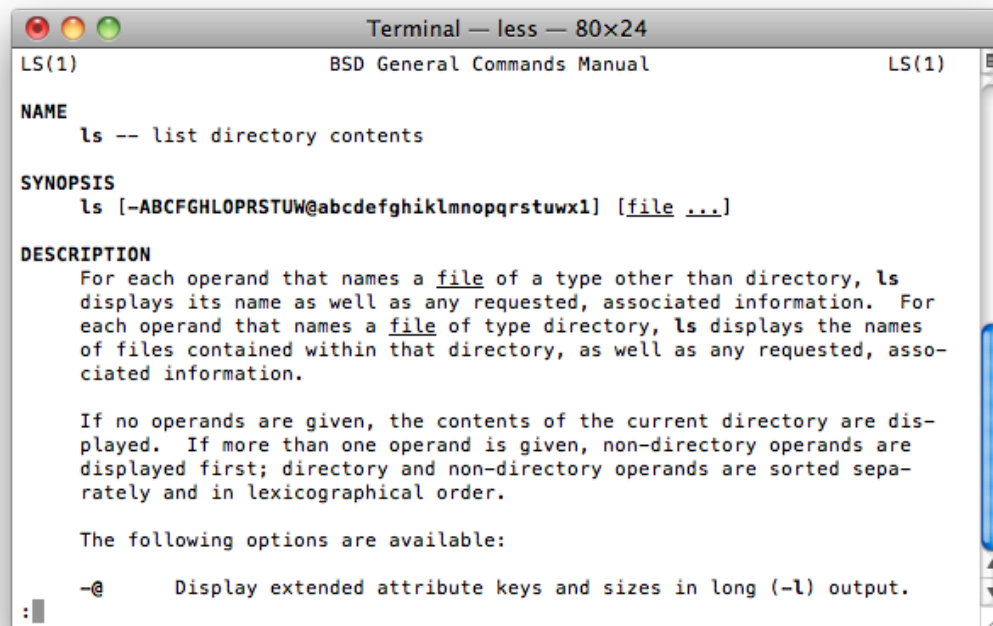 Terminal — less — 80×24
LS(1) BSD General Commands Manual LS(1)
NAME
ls -- list directory contents
SYNOPSIS
ls [-ABCFGHLOPRSTUW@abcdefghiklmnopqrstuwx1] [file ...]
DESCRIPTION
For each operand that names a file of a type other than directory, ls
displays its name as well as any requested, associated information. For
each operand that names a file of type directory, ls displays the names
of files contained within that directory, as well as any requested, asso-
ciated information.
If no operands are given, the contents of the current directory are dis-
played. If more than one operand is given, non-directory operands are
displayed first; directory and non-directory operands are sorted sepa-
rately and in lexicographical order.
The following options are available:
-@ Display extended attribute keys and sizes in long (-l) output.
: